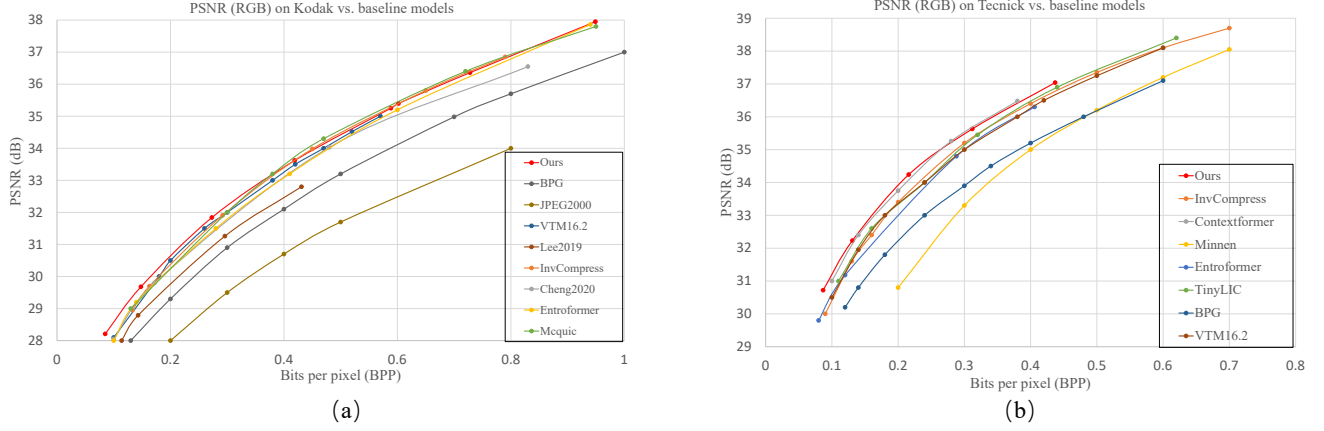 PSNR (RGB) on Kodak vs. baseline models
38
37
36
35
34
33
32
31
30
29
28
PSNR (dB)
0
0.2
0.4
0.6
0.8
1
Bits per pixel (BPP)
Ours
BPG
JPEG2000
VTM16.2
Lee2019
InvCompress
Cheng2020
Entroformer
Mcquic
(a)
PSNR (RGB) on Tecnick vs. baseline models
39
38
37
36
35
34
33
32
31
30
29
PSNR (dB)
0
0.1
0.2
0.3
0.4
0.5
0.6
0.7
0.8
Bits per pixel (BPP)
Ours
InvCompress
Contextformer
Minnen
Entroformer
TinyLIC
BPG
VTM16.2
(b)